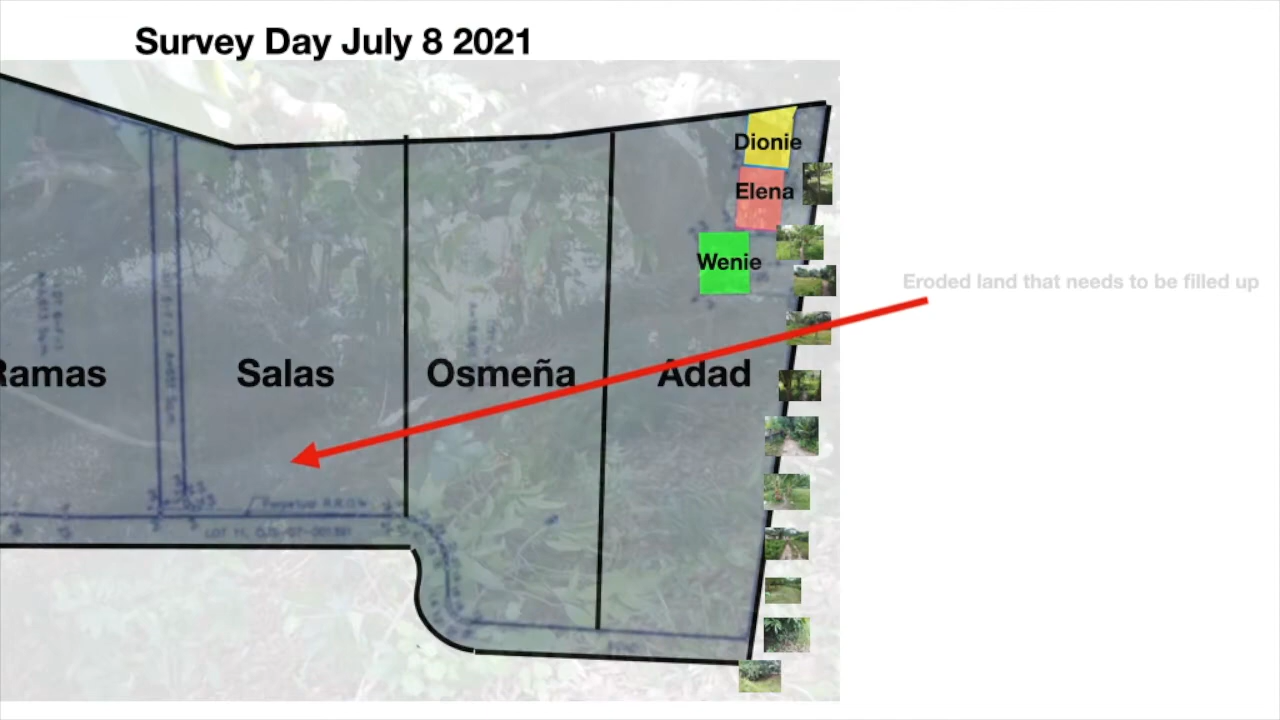 Survey Day July 8 2021
Dionie
Elena
Wenie
Eroded land that needs to be filled up
Ramas
Salas
Osmeña
Adad
Perpetual R.R.O.W